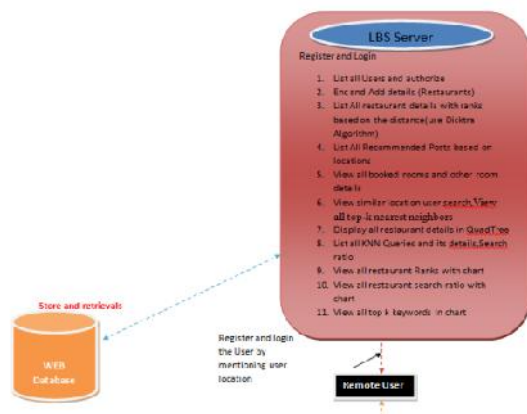 LBS Server
Register and Login
1. List all Users and authorize
2. Enc and Add details (Restaurants)
3. List All restaurant details with ranks
based on the distance(use Dicktra
Algorithm)
4. List All Recommended Posts based on
locations
5. View all booked rooms and other room
details
6. View similar location user search,View
all top-k nearest neighbors
7. Display all restaurant details in QuadTree
8. List all KNN Queries and its details,Search
ratio
9. View all restaurant Ranks with chart
10. View all restaurant search ratio with
chart
11. View all top k keywords in chart
Store and retrievals
WEB
Database
Register and login
the User by
mentioning user
location
Remote User